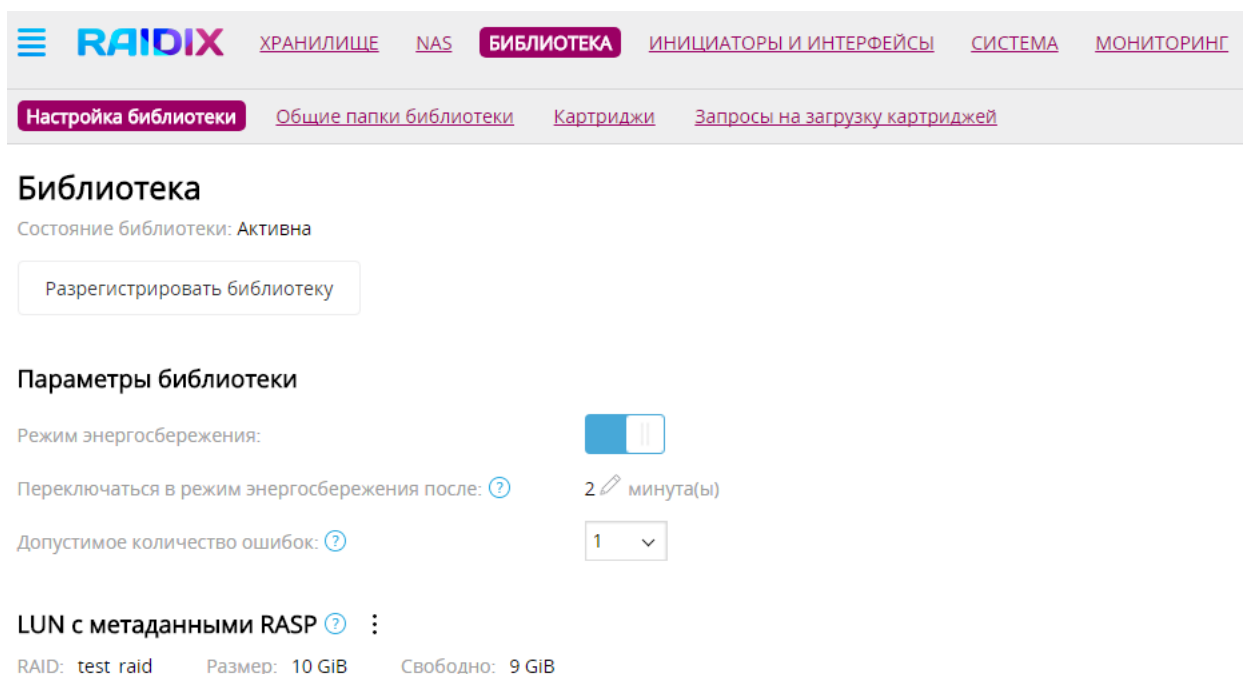 RAIDIX ХРАНИЛИЩЕ NAS БИБЛИОТЕКА ИНИЦИАТОРЫ И ИНТЕРФЕЙСЫ СИСТЕМА МОНИТОРИНГ
Настройка библиотеки Общие папки библиотеки Картриджи Запросы на загрузку картриджей
Библиотека
Состояние библиотеки: Активна
Разрегистрировать библиотеку
Параметры библиотеки
Режим энергосбережения:
Переключаться в режим энергосбережения после: ? 2 минута(ы)
Допустимое количество ошибок: ? 1
LUN с метаданными RASP ?
RAID: test_raid Размер: 10 GiB Свободно: 9 GiB